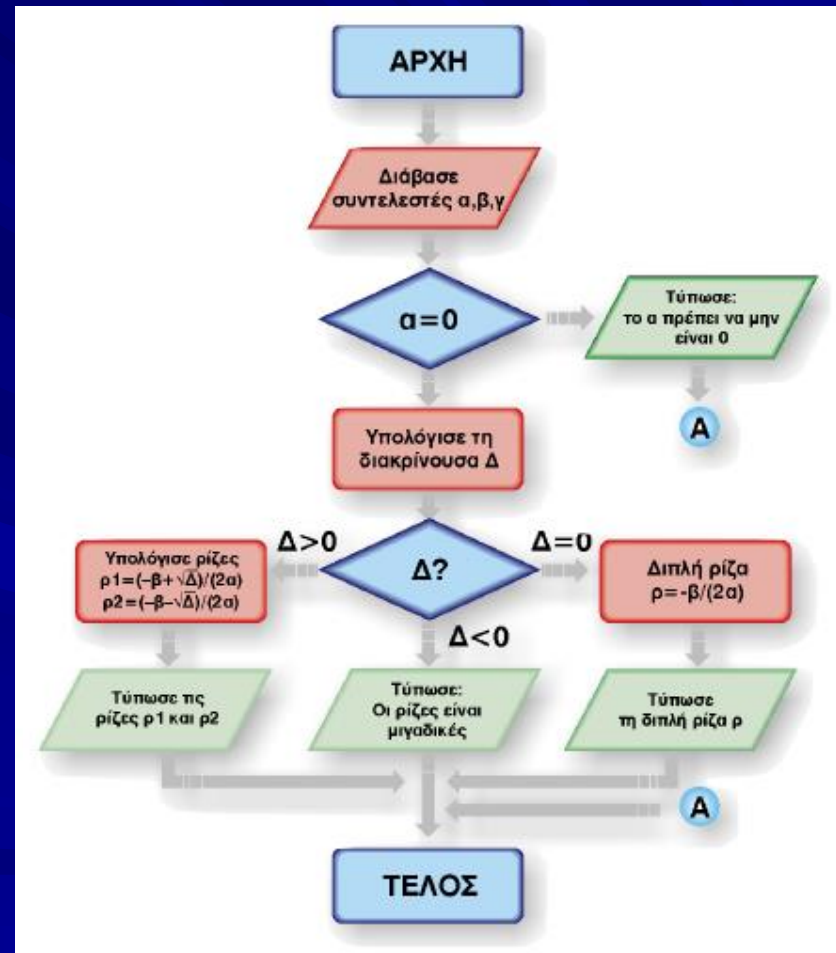 ΑΡΧΗ
Διάβασε
συντελεστές α,β,γ
α=0
Τύπωσε:
το α πρέπει να μην
είναι 0
Α
Υπολόγισε τη
διακρίνουσα Δ
Δ>0
Δ=0
Υπολόγισε ρίζες
ρ1=(–β+√Δ)/(2α)
ρ2=(–β–√Δ)/(2α)
Δ?
Διπλή ρίζα
ρ=-β/(2α)
Δ<0
Τύπωσε τις
ρίζες ρ1 και ρ2
Τύπωσε:
Οι ρίζες είναι
μιγαδικές
Τύπωσε
τη διπλή ρίζα ρ
Α
ΤΕΛΟΣ